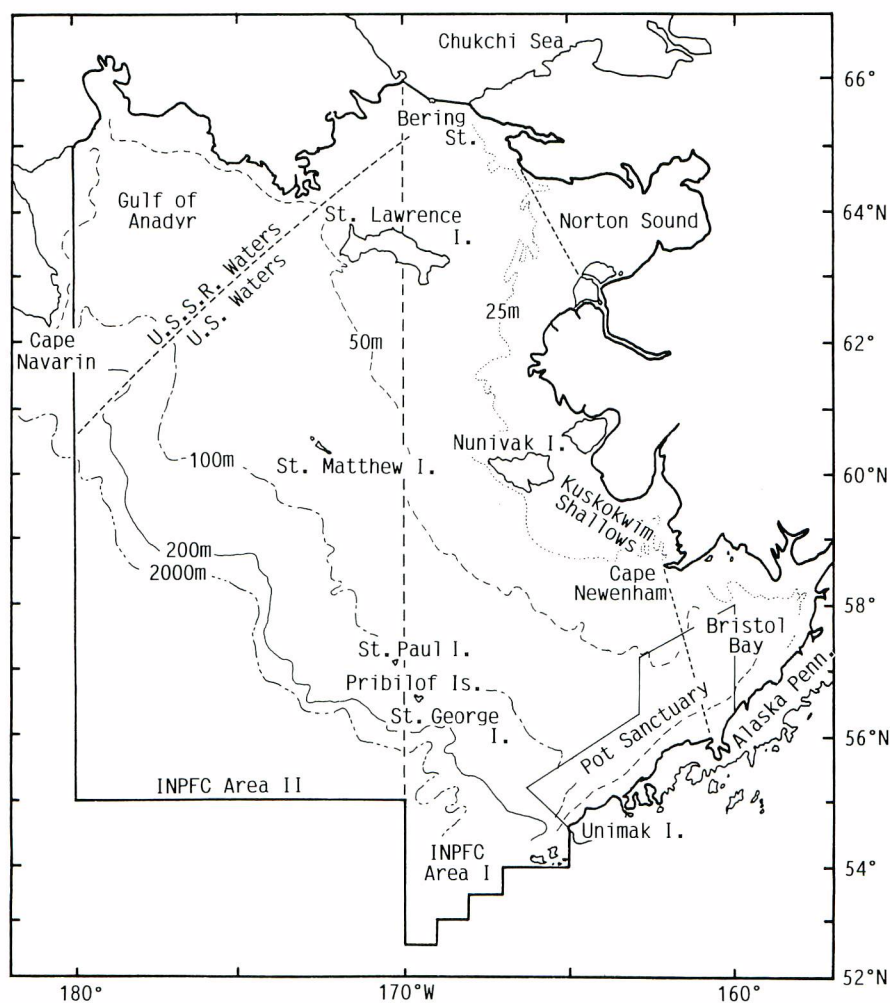 Chukchi Sea
66°
Bering
St.
Gulf of
Anadyr
St. Lawrence
I.
Norton Sound
64°N
U.S.S.R. Waters
U.S. Waters
25m
50m
Cape
Navarin
62°
Nunivak I.
100m
St. Matthew I.
60°N
Kuskokwim
Shallows
200m
2000m
Cape
Newenham
58°
Bristol
Bay
St. Paul I.
Pribilof Is.
St. George
I.
Pot Sanctuary
Alaska Penn.
56°N
INPFC Area II
Unimak I.
INPFC
Area I
54°
52°N
180°
170°W
160°